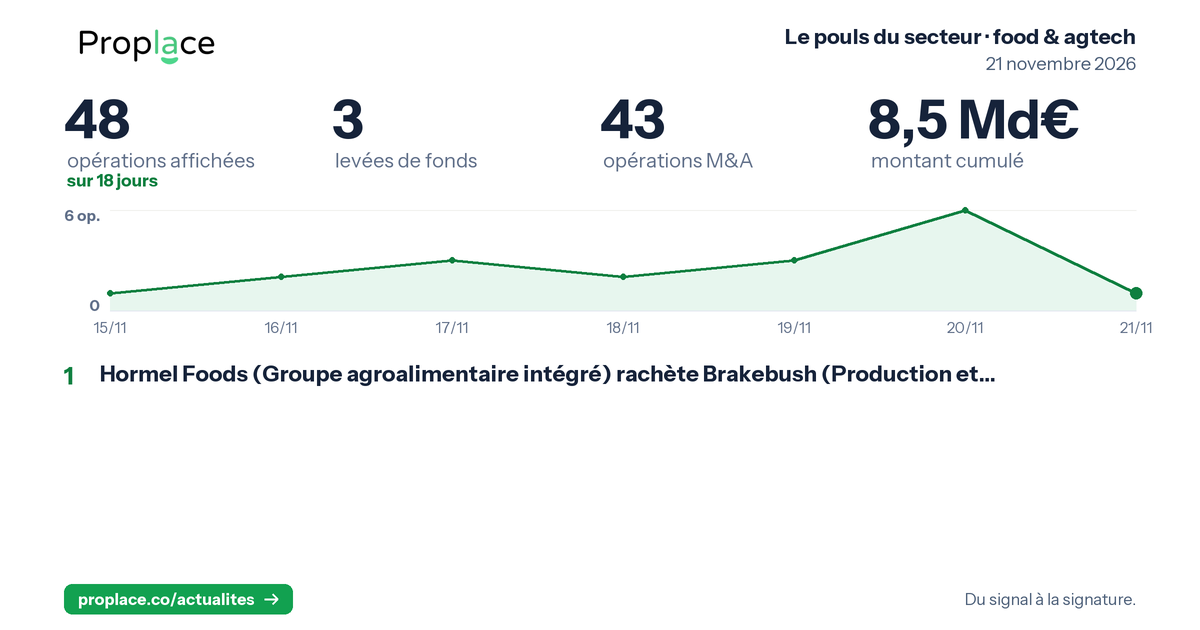 Proplace
Le pouls du secteur · food & agtech
21 novembre 2026
48
opérations affichées
sur 18 jours
3
levées de fonds
43
opérations M&A
8,5 Md€
montant cumulé
6 op.
0
15/11
16/11
17/11
18/11
19/11
20/11
21/11
1 Hormel Foods (Groupe agroalimentaire intégré) rachète Brakebush (Production et...
proplace.co/actualites →
Du signal à la signature.